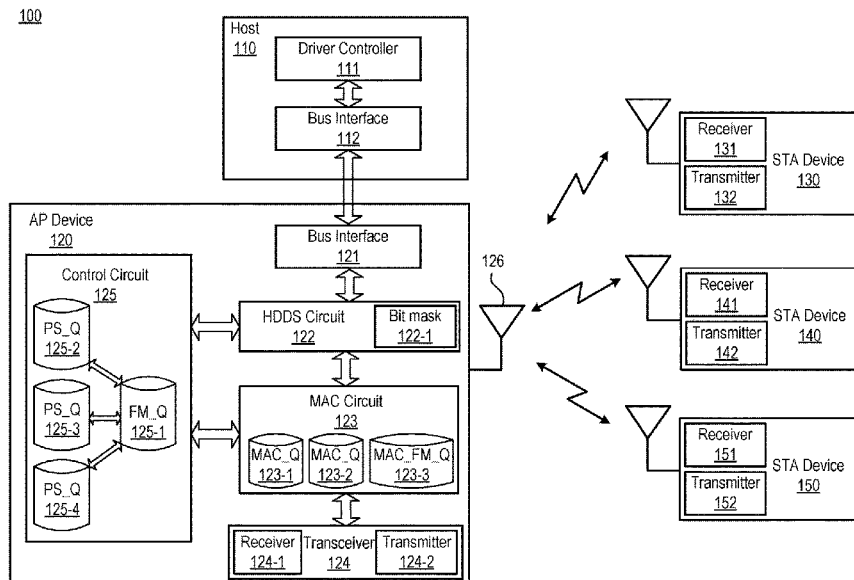 100
Host
110
Driver Controller
111
Bus Interface
112
AP Device
120
Bus Interface
121
Control Circuit
125
PS_Q
125-2
PS_Q
125-3
PS_Q
125-4
FM_Q
125-1
HDDS Circuit
122
Bit mask
122-1
MAC Circuit
123
MAC_Q
123-1
MAC_Q
123-2
MAC_FM_Q
123-3
Receiver
124-1
Transceiver
124
Transmitter
124-2
126
Receiver
131
Transmitter
132
STA Device
130
Receiver
141
Transmitter
142
STA Device
140
Receiver
151
Transmitter
152
STA Device
150